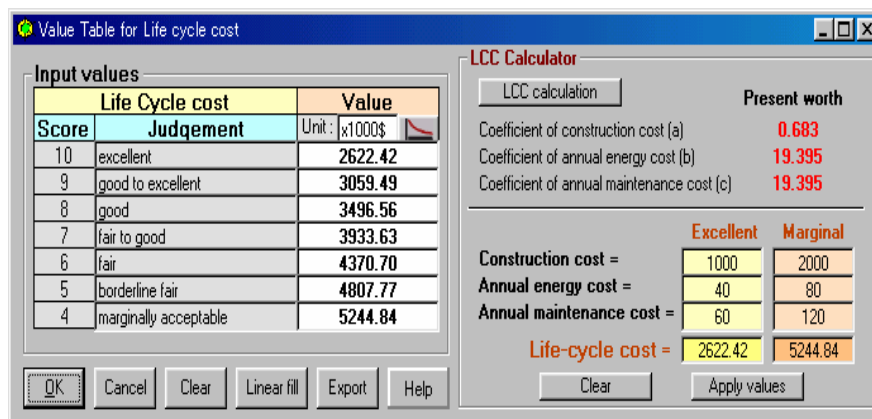 Value Table for Life cycle cost
Input values
Life Cycle cost Value
Score Judgement Unit : x1000$
10 excellent 2622.42
9 good to excellent 3059.49
8 good 3496.56
7 fair to good 3933.63
6 fair 4370.70
5 borderline fair 4807.77
4 marginally acceptable 5244.84
OK Cancel Clear Linear fill Export Help
LCC Calculator
LCC calculation Present worth
Coefficient of construction cost (a) 0.683
Coefficient of annual energy cost (b) 19.395
Coefficient of annual maintenance cost (c) 19.395
Excellent Marginal
Construction cost = 1000 2000
Annual energy cost = 40 80
Annual maintenance cost = 60 120
Life-cycle cost = 2622.42 5244.84
Clear Apply values